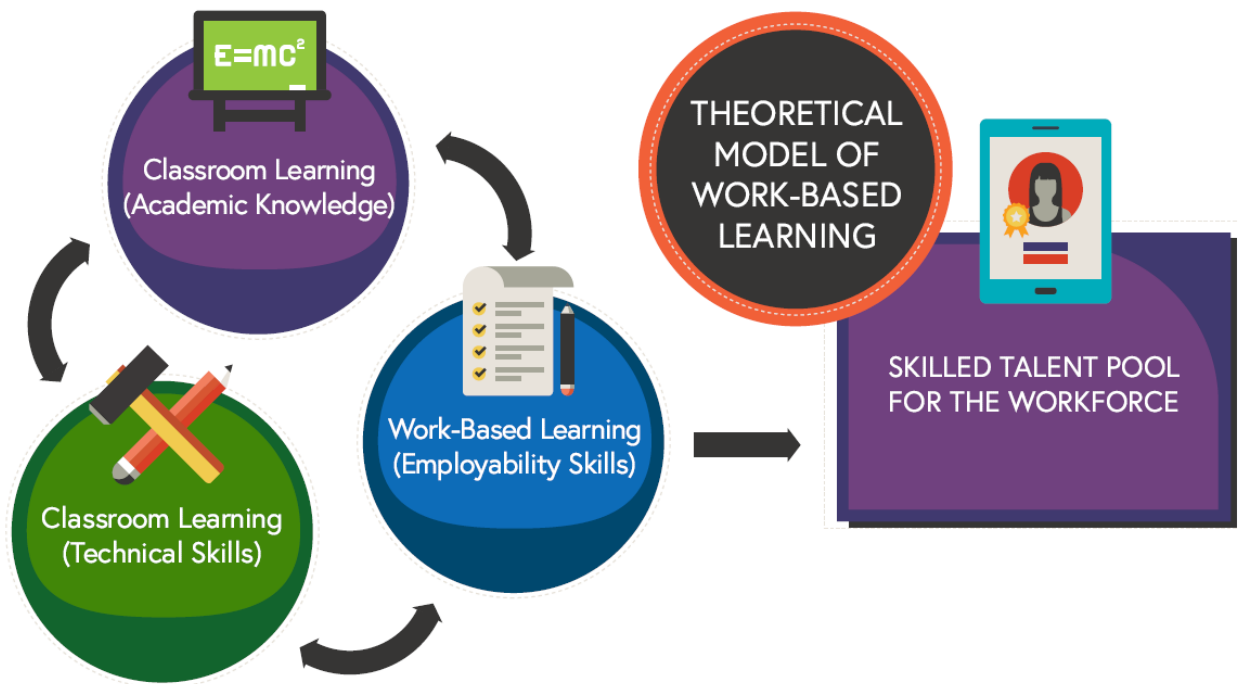 E=MC²
Classroom Learning
(Academic Knowledge)
THEORETICAL
MODEL OF
WORK-BASED
LEARNING
SKILLED TALENT POOL
FOR THE WORKFORCE
Work-Based Learning
(Employability Skills)
Classroom Learning
(Technical Skills)